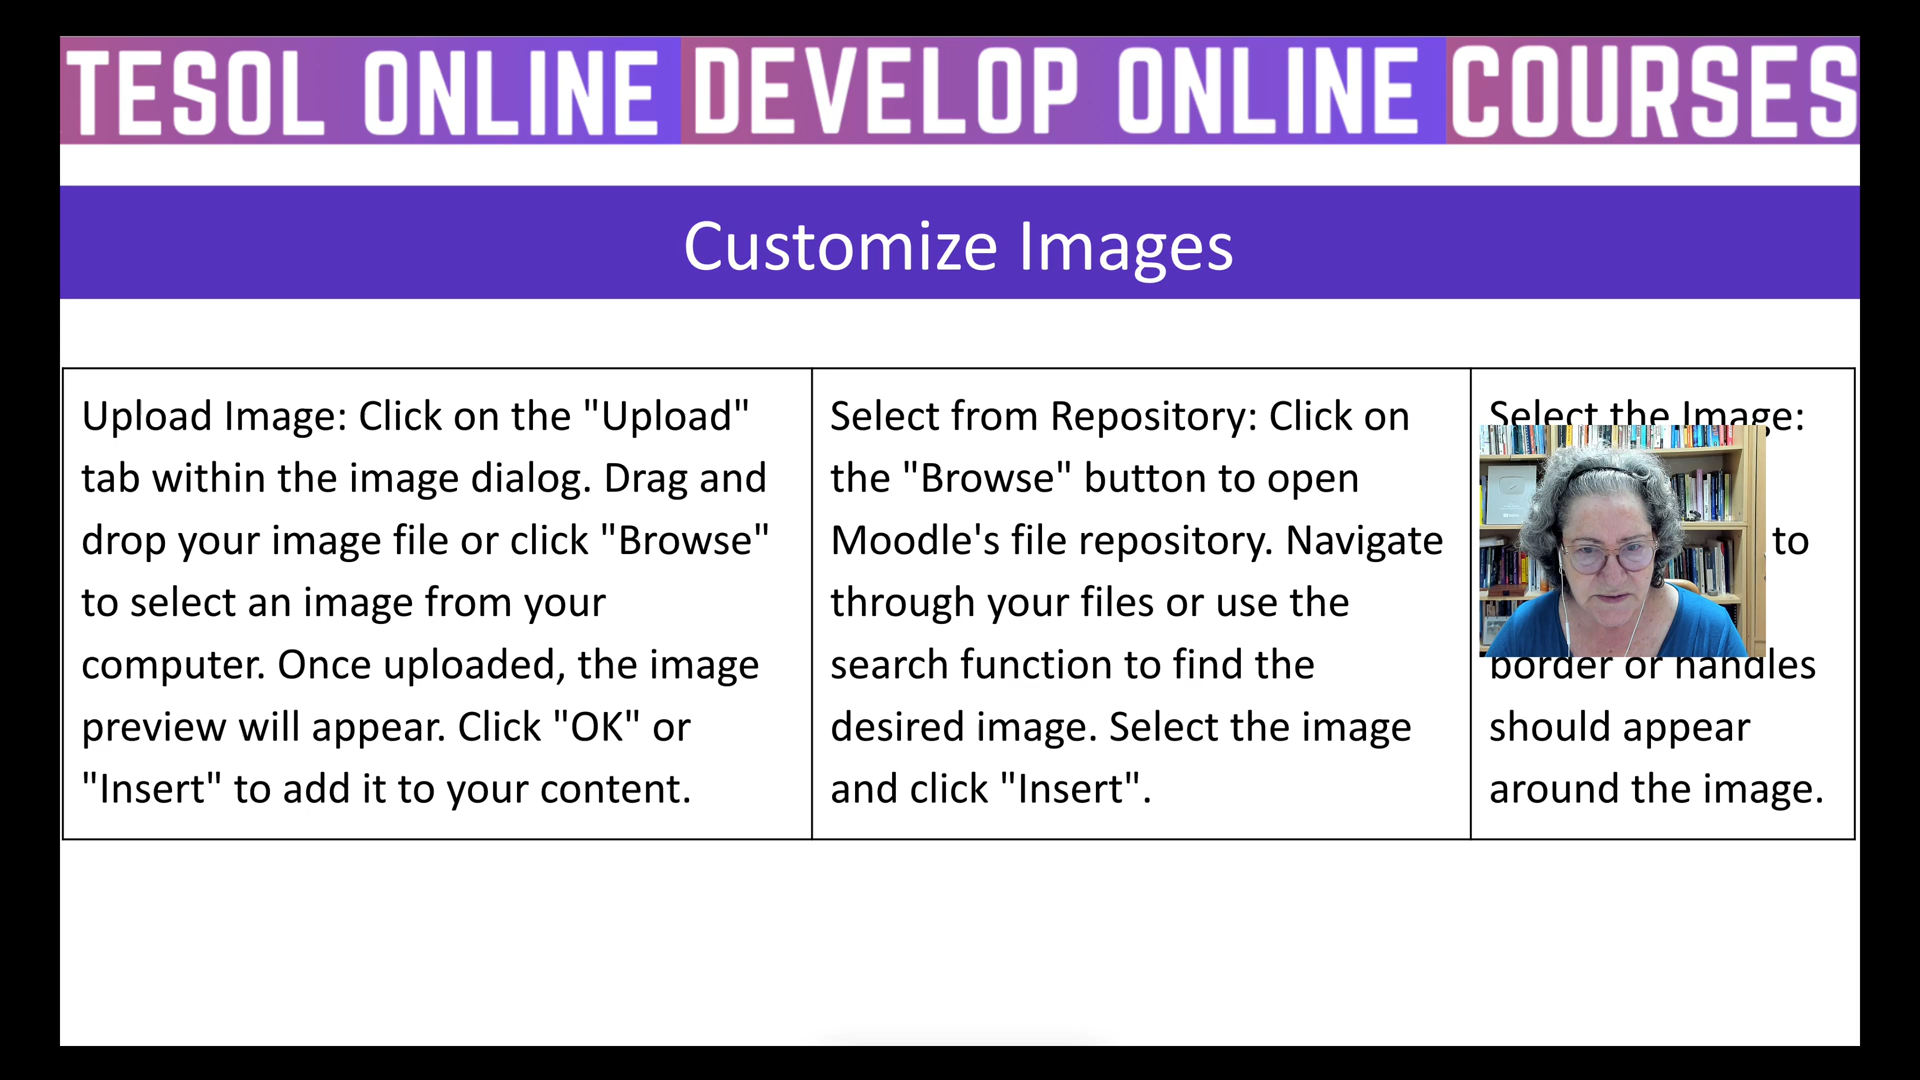 TESOL ONLINE DEVELOP ONLINE COURSES
Customize Images
Upload Image: Click on the "Upload"
tab within the image dialog. Drag and
drop your image file or click "Browse"
to select an image from your
computer. Once uploaded, the image
preview will appear. Click "OK" or
"Insert" to add it to your content.
Select from Repository: Click on
the "Browse" button to open
Moodle's file repository. Navigate
through your files or use the
search function to find the
desired image. Select the image
and click "Insert".
Select the Image:
to
border or handles
should appear
around the image.